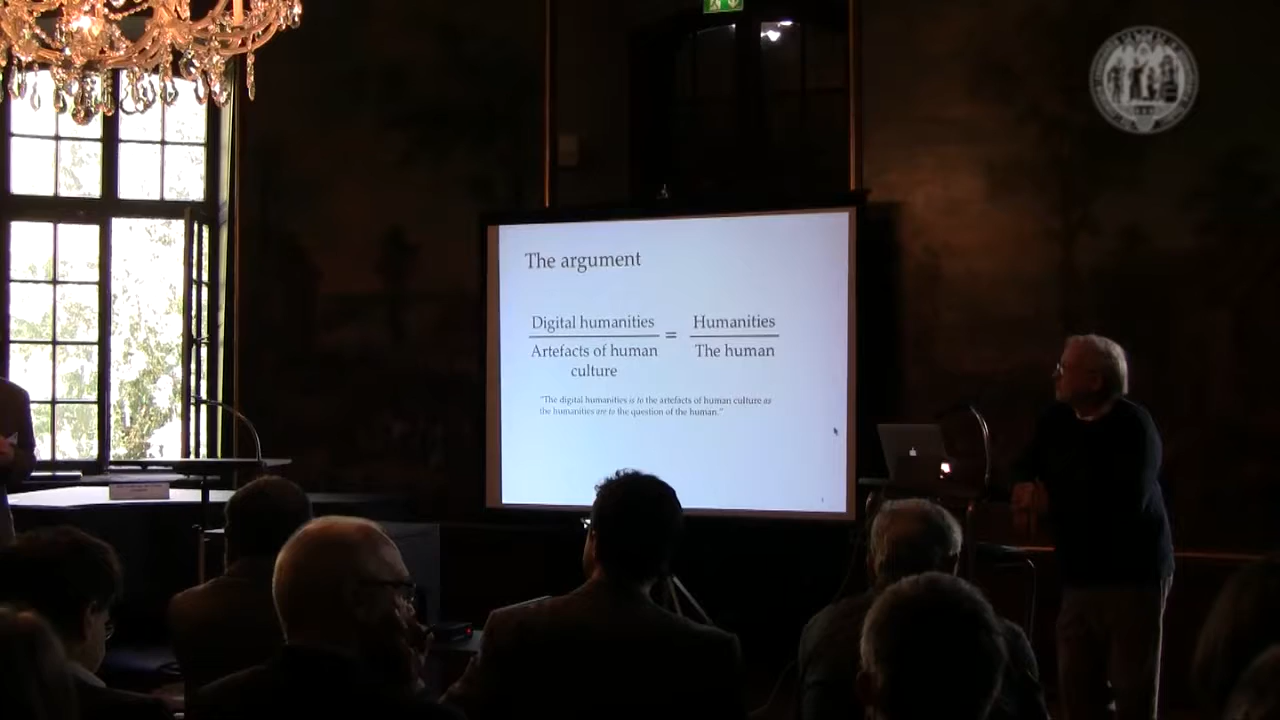 The argument
Digital humanities = Humanities
Artefacts of human The human
culture
"The digital humanities is to the artefacts of human culture as
the humanities are to the question of the human."